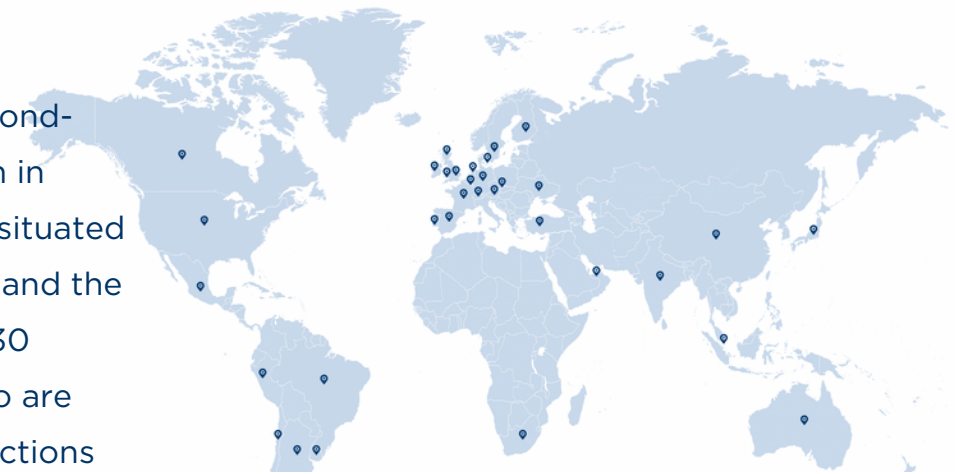 ond-
n in
situated
and the
30
o are
ctions